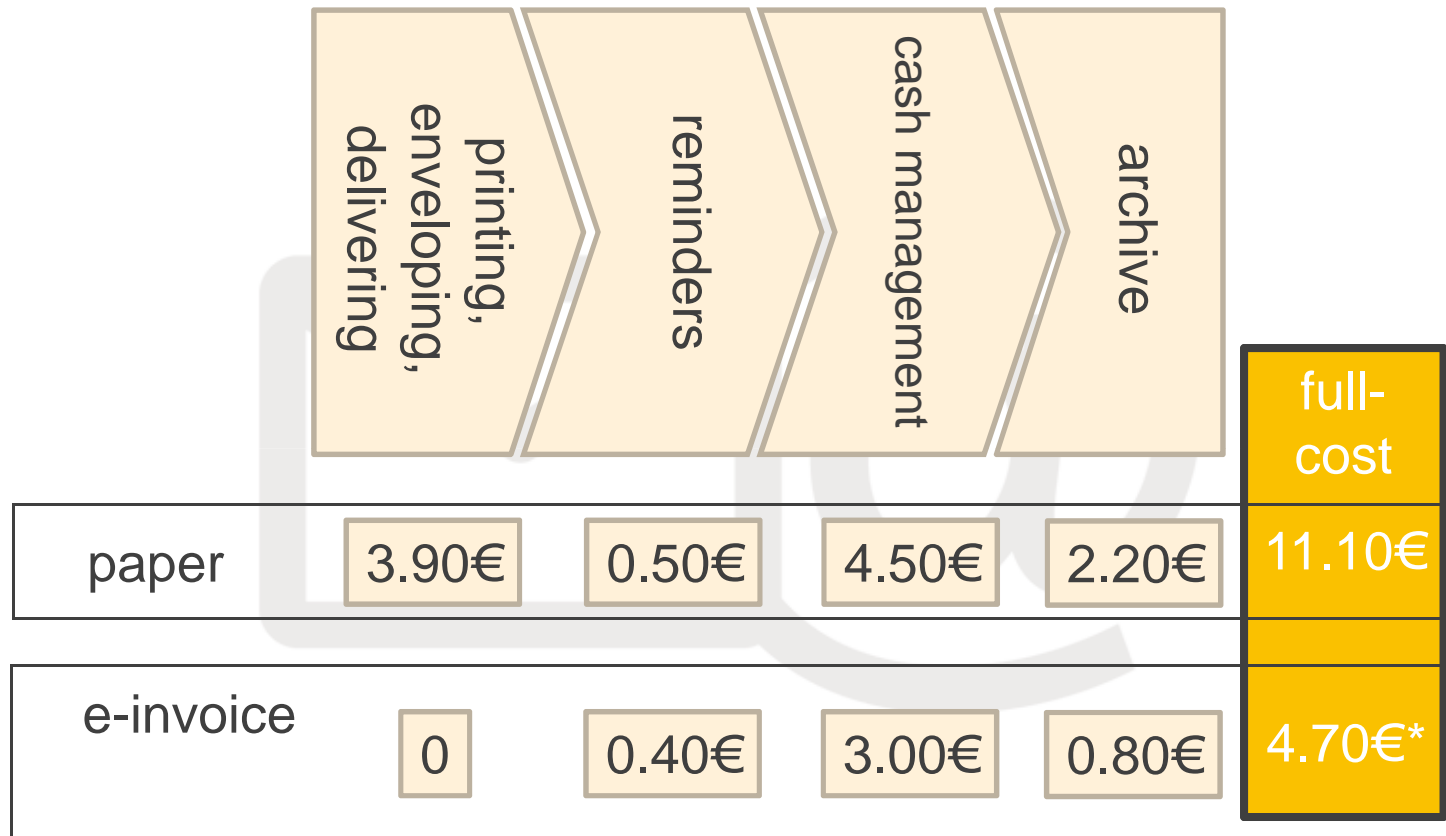 printing,
enveloping,
delivering
reminders
cash management
archive
full-
cost
paper 3.90€ 0.50€ 4.50€ 2.20€ 11.10€
e-invoice 0 0.40€ 3.00€ 0.80€ 4.70€*